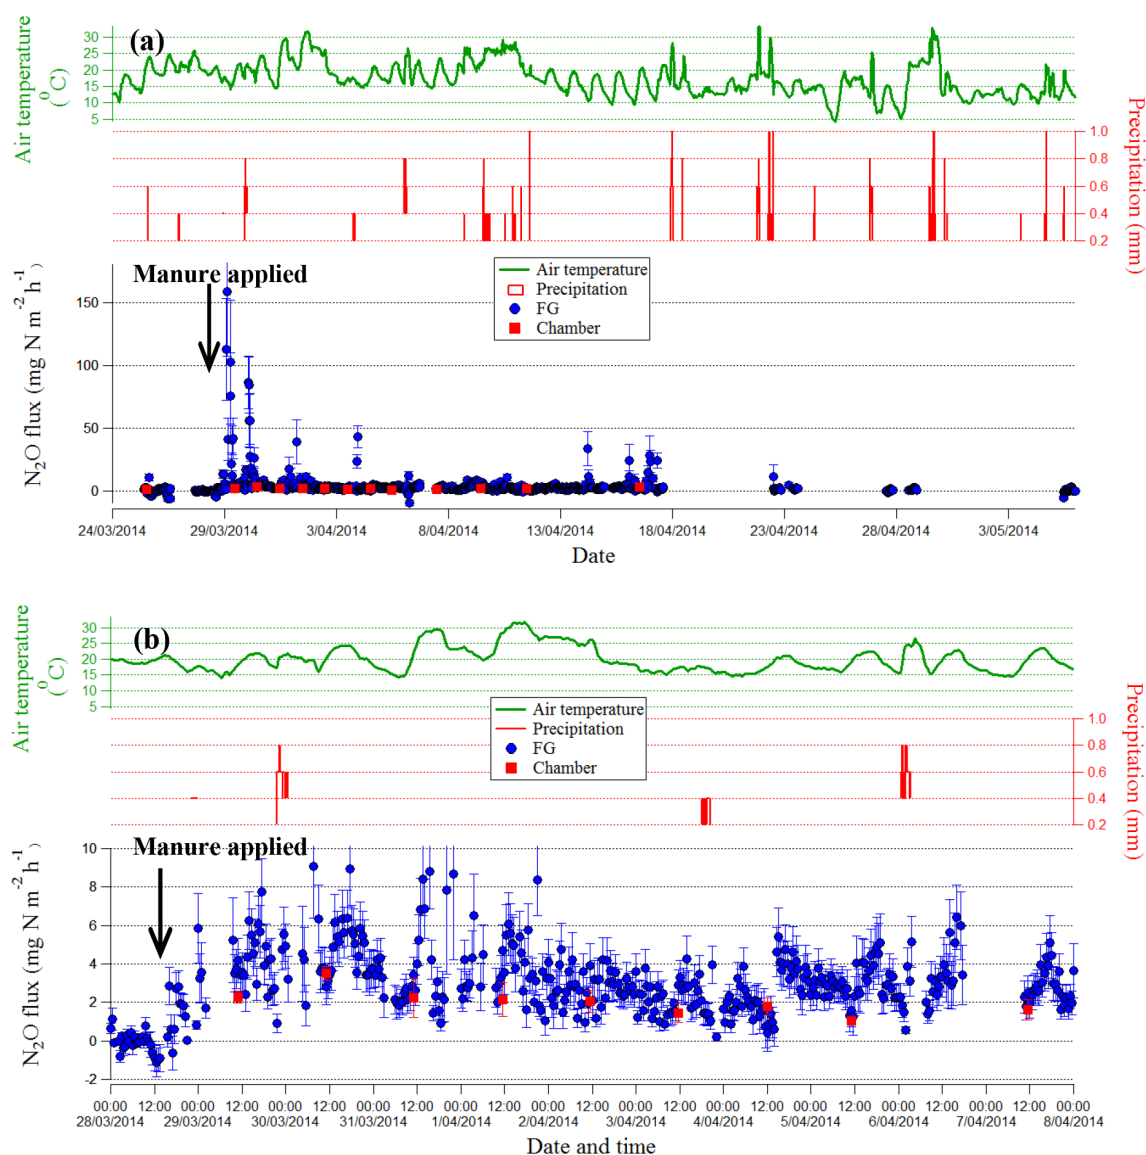 (a)
Air temperature
(⁰C)
30
25
20
15
10
5
1.0
0.8
0.6
0.4
0.2
Precipitation (mm)
Manure applied
N₂O flux (mg N m⁻² h⁻¹)
150
100
50
0
Air temperature
Precipitation
FG
Chamber
24/03/2014 29/03/2014 3/04/2014 8/04/2014 13/04/2014 18/04/2014 23/04/2014 28/04/2014 3/05/2014
Date
(b)
Air temperature
(⁰C)
30
25
20
15
10
5
1.0
0.8
0.6
0.4
0.2
Precipitation (mm)
Air temperature
Precipitation
FG
Chamber
Manure applied
N₂O flux (mg N m⁻² h⁻¹)
10
8
6
4
2
0
-2
00:00 12:00 00:00 12:00 00:00 12:00 00:00 12:00 00:00 12:00 00:00 12:00 00:00 12:00 00:00 12:00 00:00 12:00 00:00 12:00 00:00 12:00 00:00
28/03/2014 29/03/2014 30/03/2014 31/03/2014 1/04/2014 2/04/2014 3/04/2014 4/04/2014 5/04/2014 6/04/2014 7/04/2014 8/04/2014
Date and time